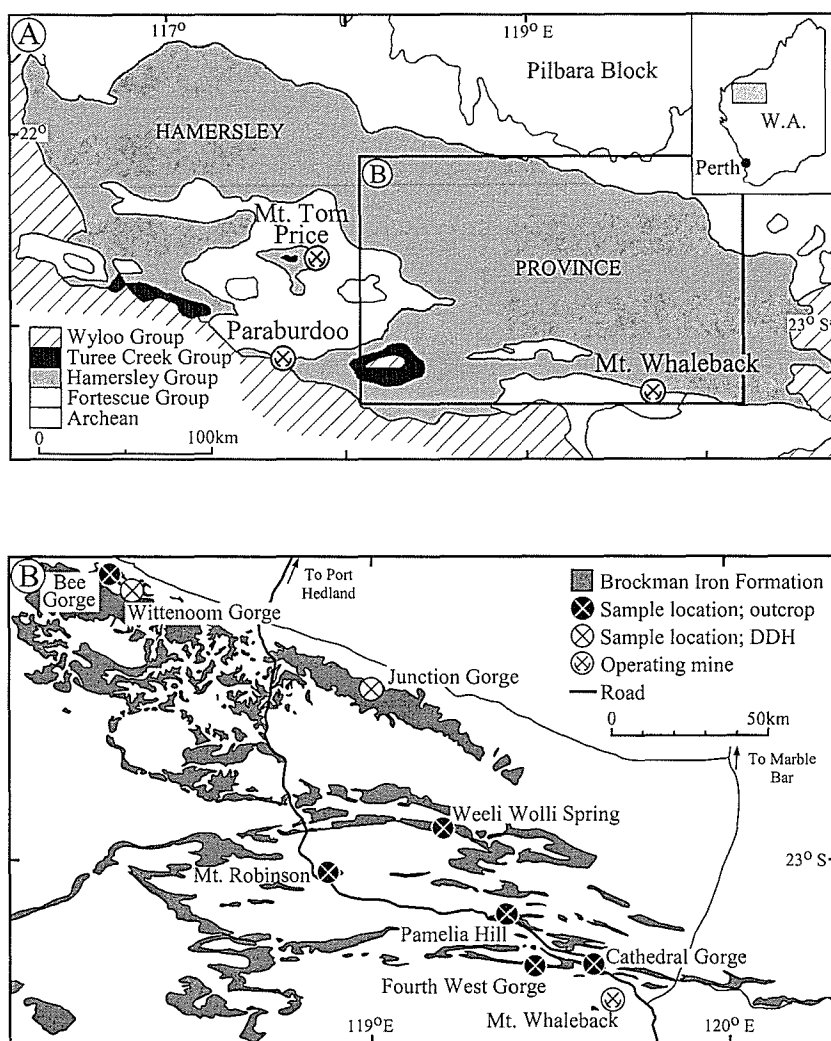 A
117°
119° E
Pilbara Block
W.A.
Perth
22°
HAMERSLEY
B
Mt. Tom
Price
PROVINCE
23° S
Paraburdoo
Mt. Whaleback
Wyloo Group
Turee Creek Group
Hamersley Group
Fortescue Group
Archean
0 100km
B
To Port
Hedland
Bee
Gorge
Wittenoom Gorge
Brockman Iron Formation
Sample location; outcrop
Sample location; DDH
Operating mine
Road
0 50km
Junction Gorge
To Marble
Bar
Weeli Wolli Spring
23° S
Mt. Robinson
Pamelia Hill
Cathedral Gorge
Fourth West Gorge
Mt. Whaleback
119° E
120° E